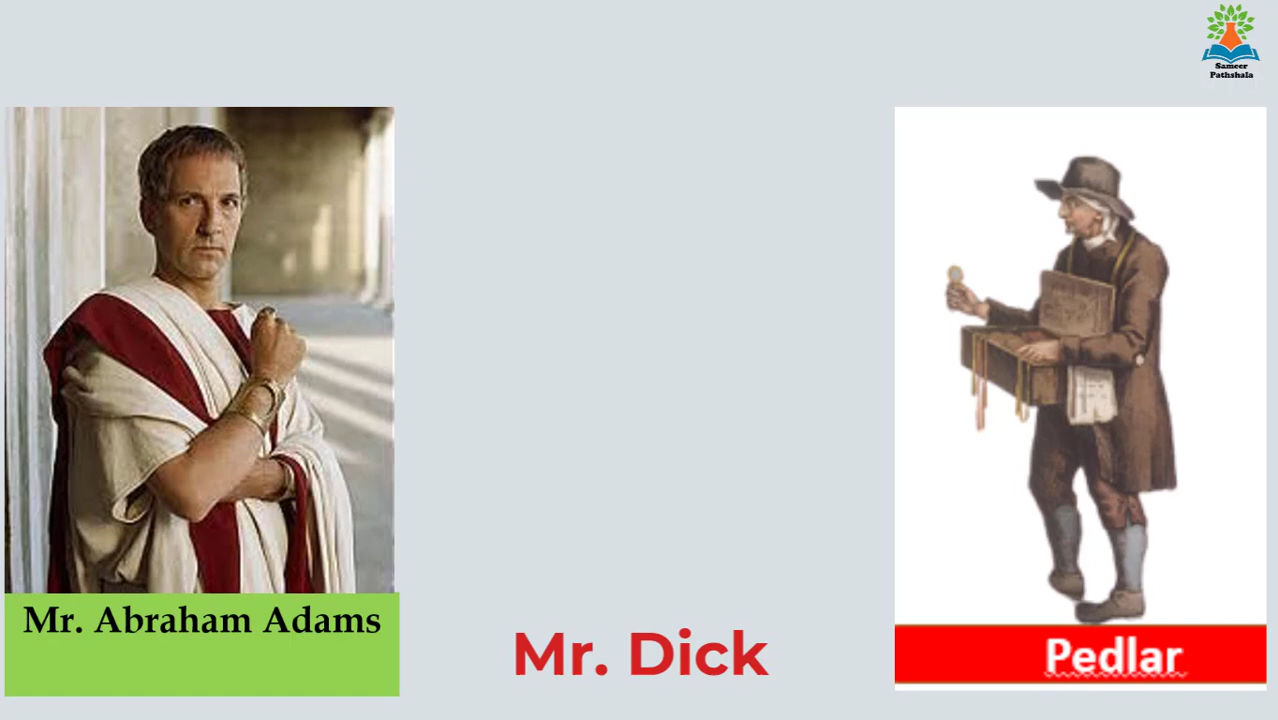 Sameer
Pathshala
Mr. Abraham Adams
Mr. Dick
Pedlar